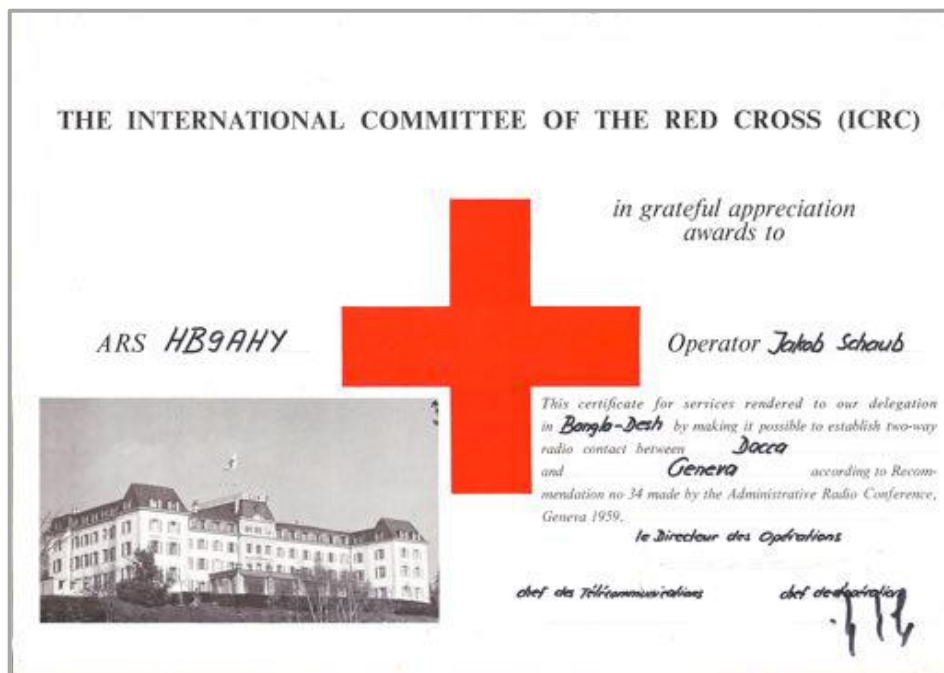 THE INTERNATIONAL COMMITTEE OF THE RED CROSS (ICRC)
in grateful appreciation
awards to
ARS HB9AHY
Operator Jakob Schaub
This certificate for services rendered to our delegation
in Bangla-Desh by making it possible to establish two-way
radio contact between Dacca
and Geneva according to Recom-
mendation no 34 made by the Administrative Radio Conference,
Geneva 1959.
le Directeur des Opérations
chef des Télécommunications
chef de